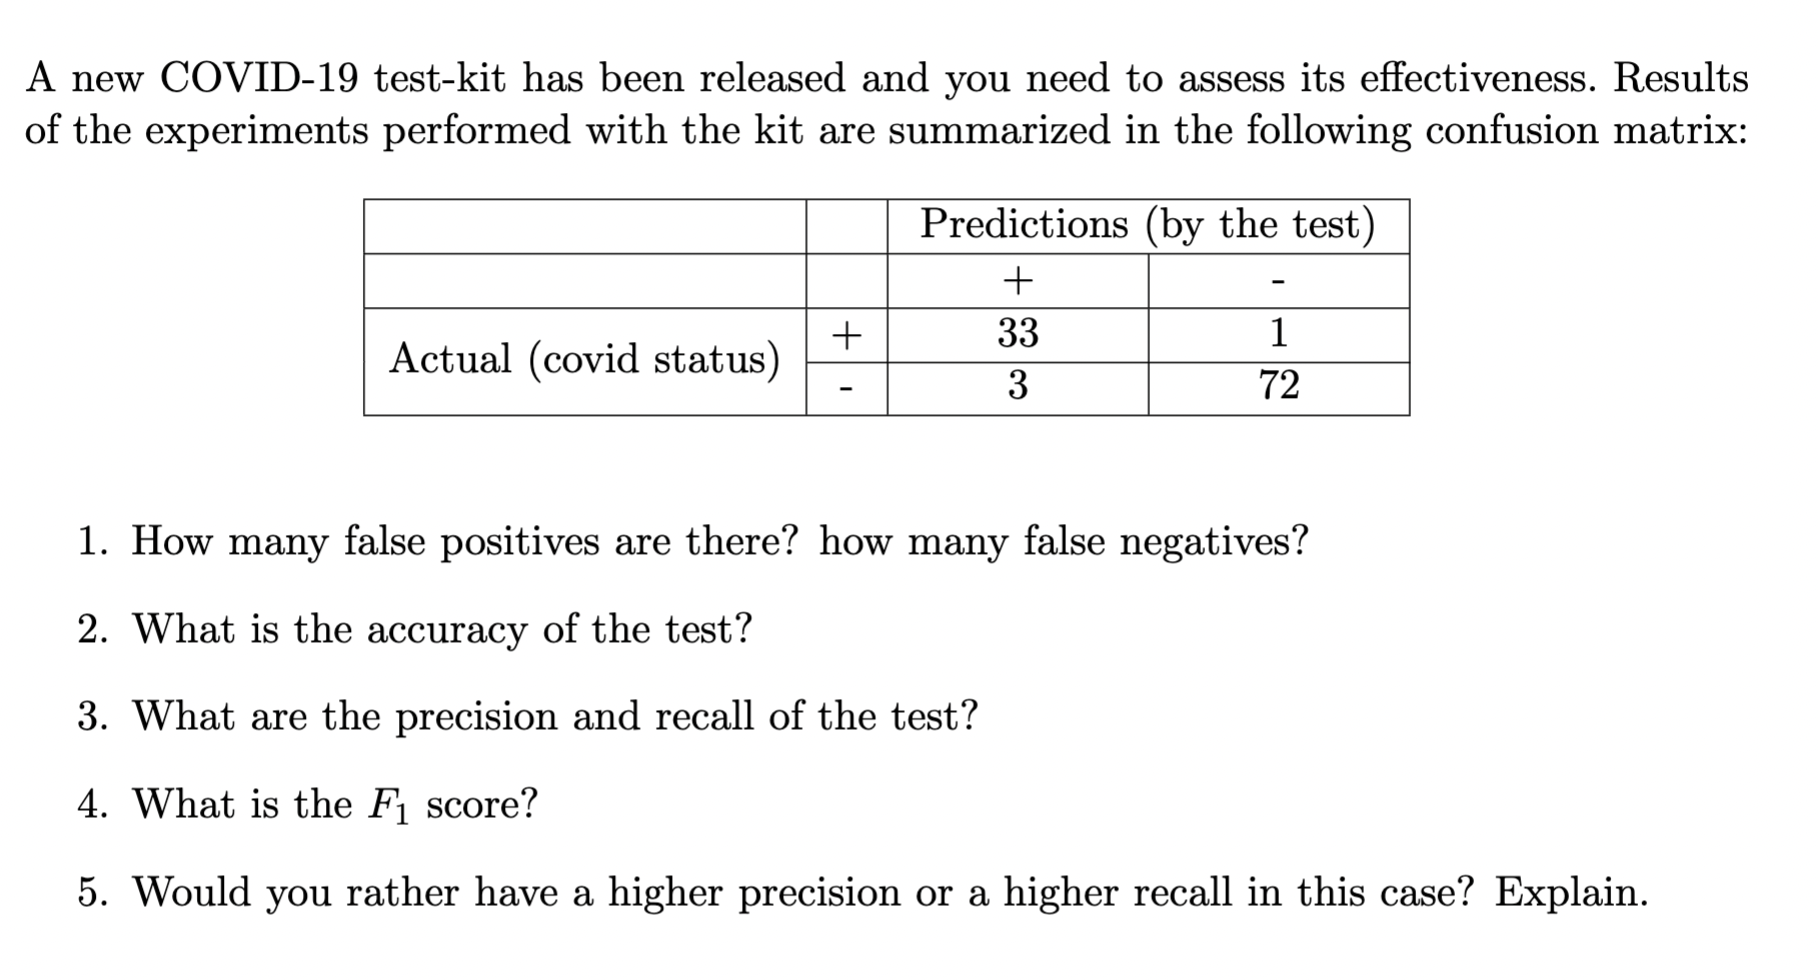 A new COVID-19 test-kit has been released and you need to assess its effectiveness. Results
of the experiments performed with the kit are summarized in the following confusion matrix:
Predictions (by the test)
+ -
Actual (covid status) + 33 1
- 3 72
1. How many false positives are there? how many false negatives?
2. What is the accuracy of the test?
3. What are the precision and recall of the test?
4. What is the F₁ score?
5. Would you rather have a higher precision or a higher recall in this case? Explain.